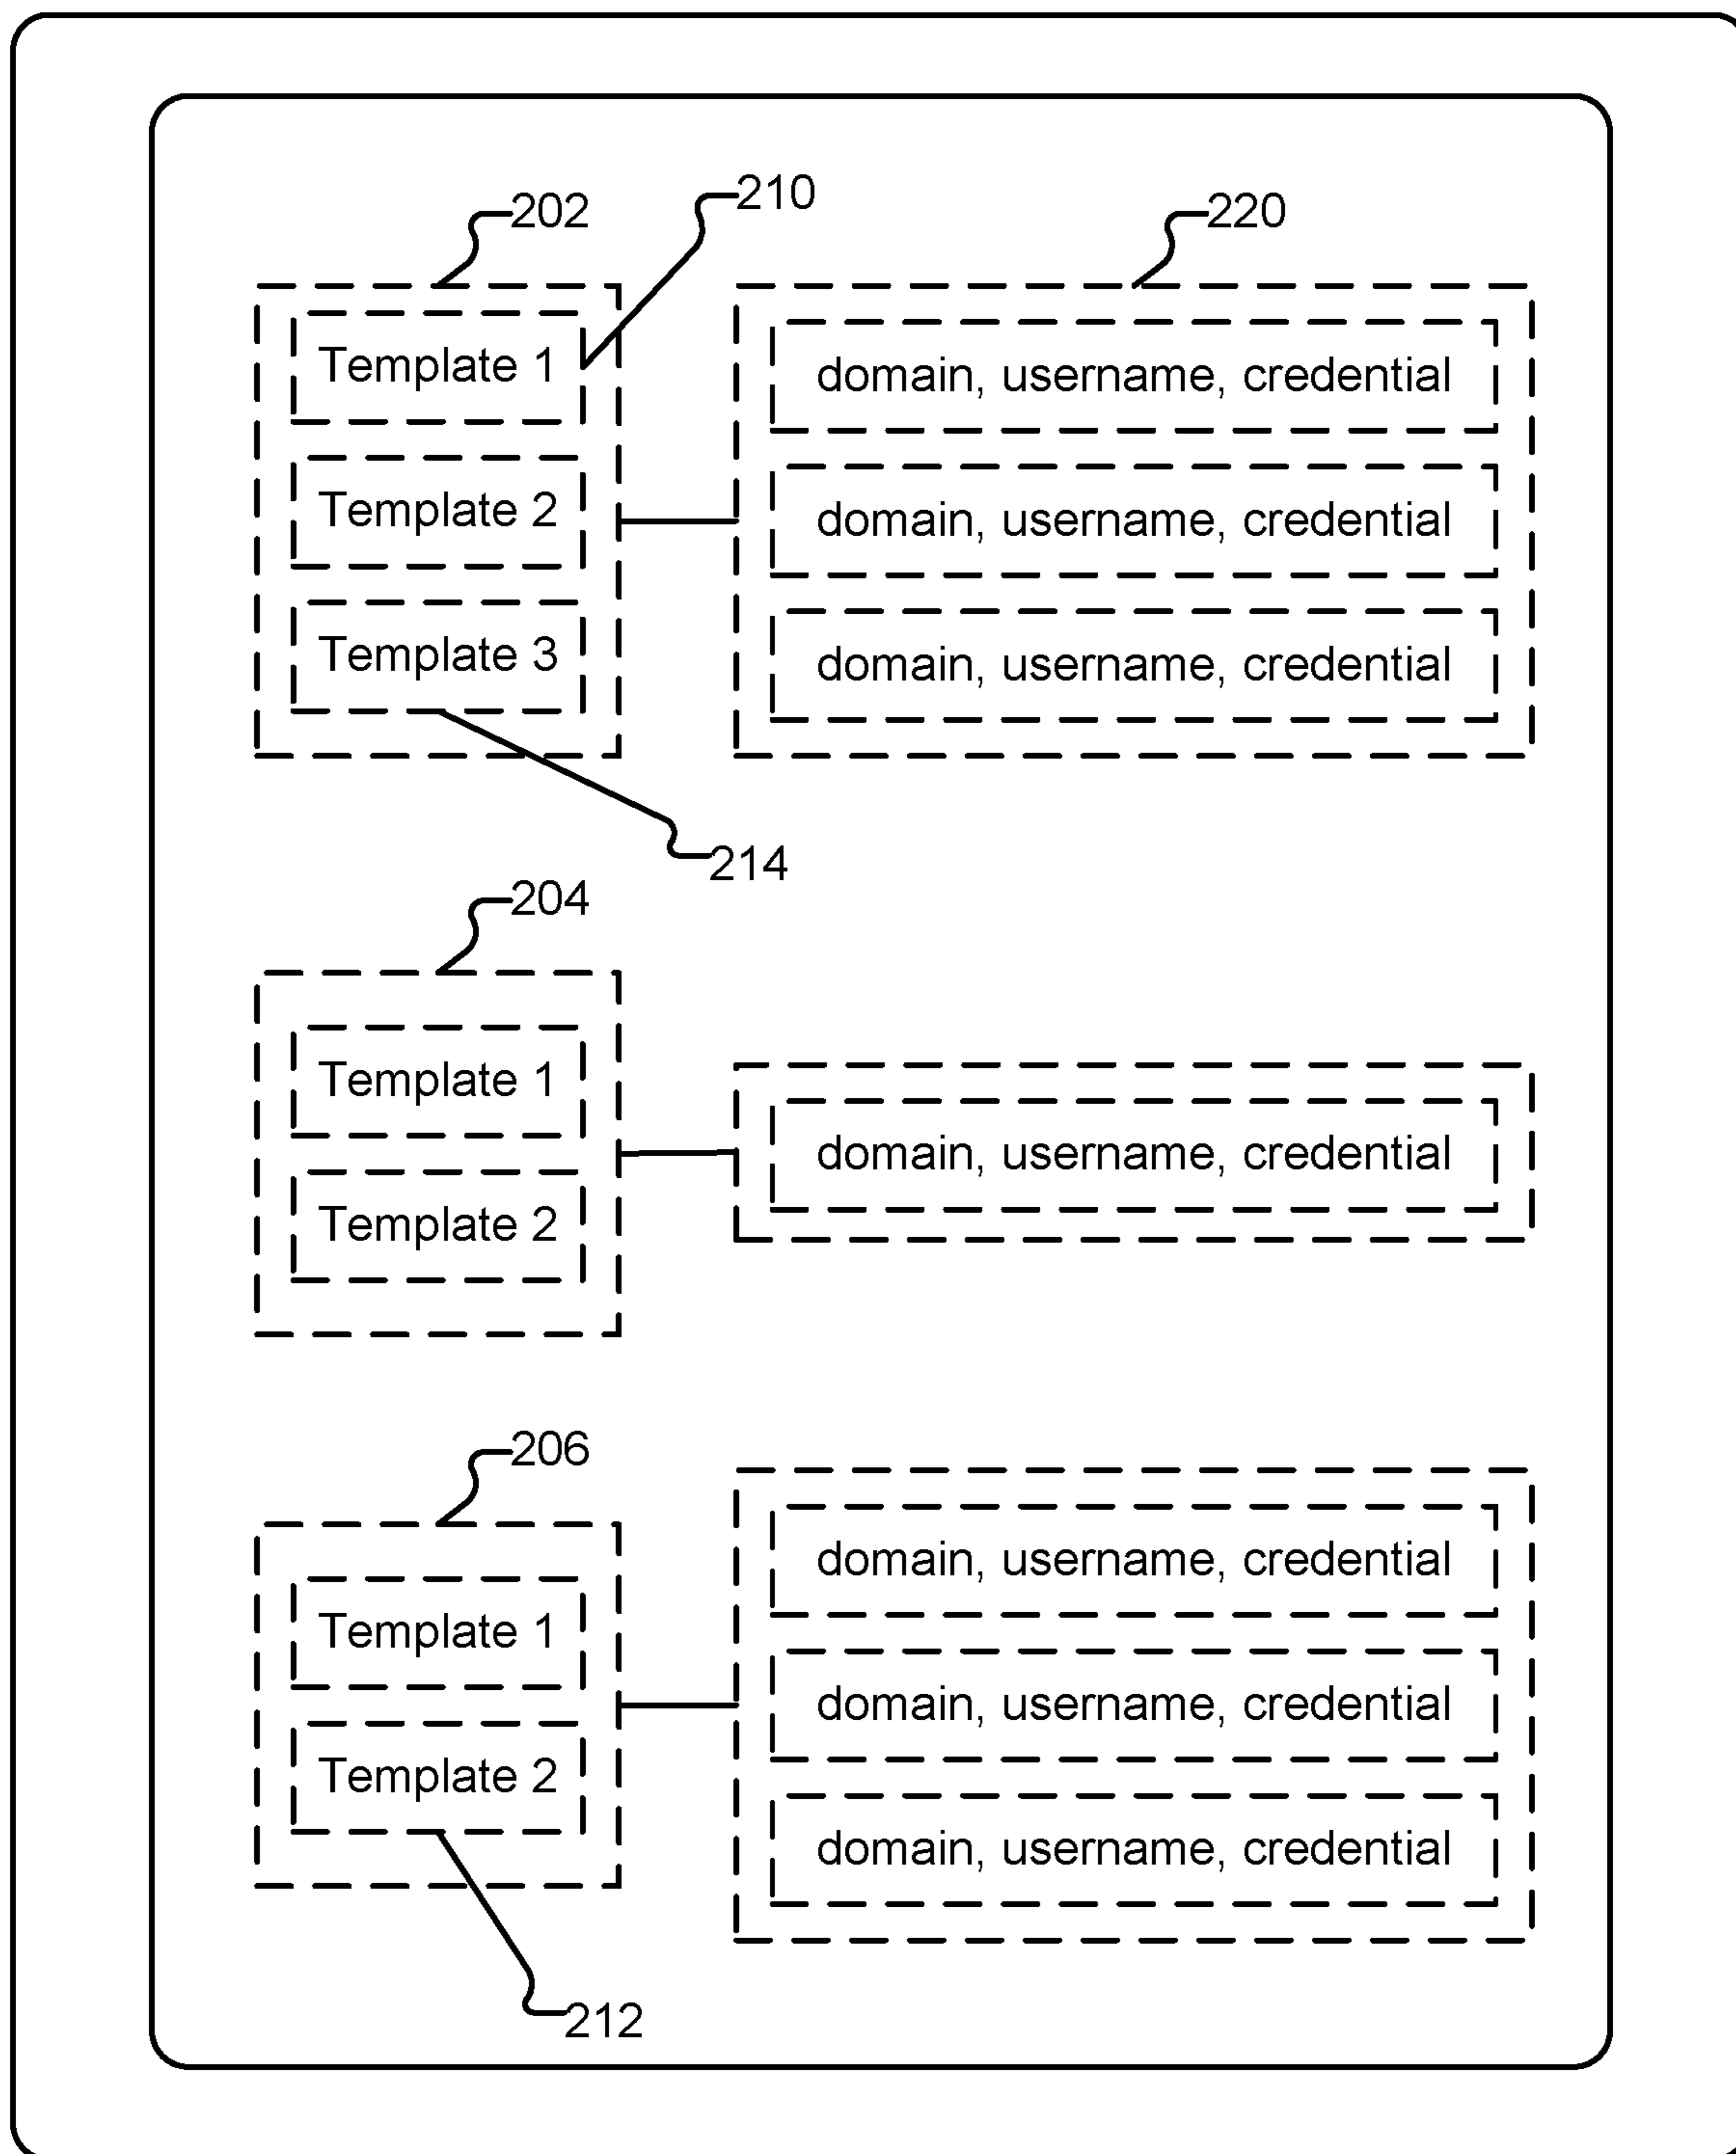 202
210
220
Template 1
domain, username, credential
Template 2
domain, username, credential
Template 3
domain, username, credential
214
204
Template 1
domain, username, credential
Template 2
206
domain, username, credential
Template 1
domain, username, credential
Template 2
domain, username, credential
212